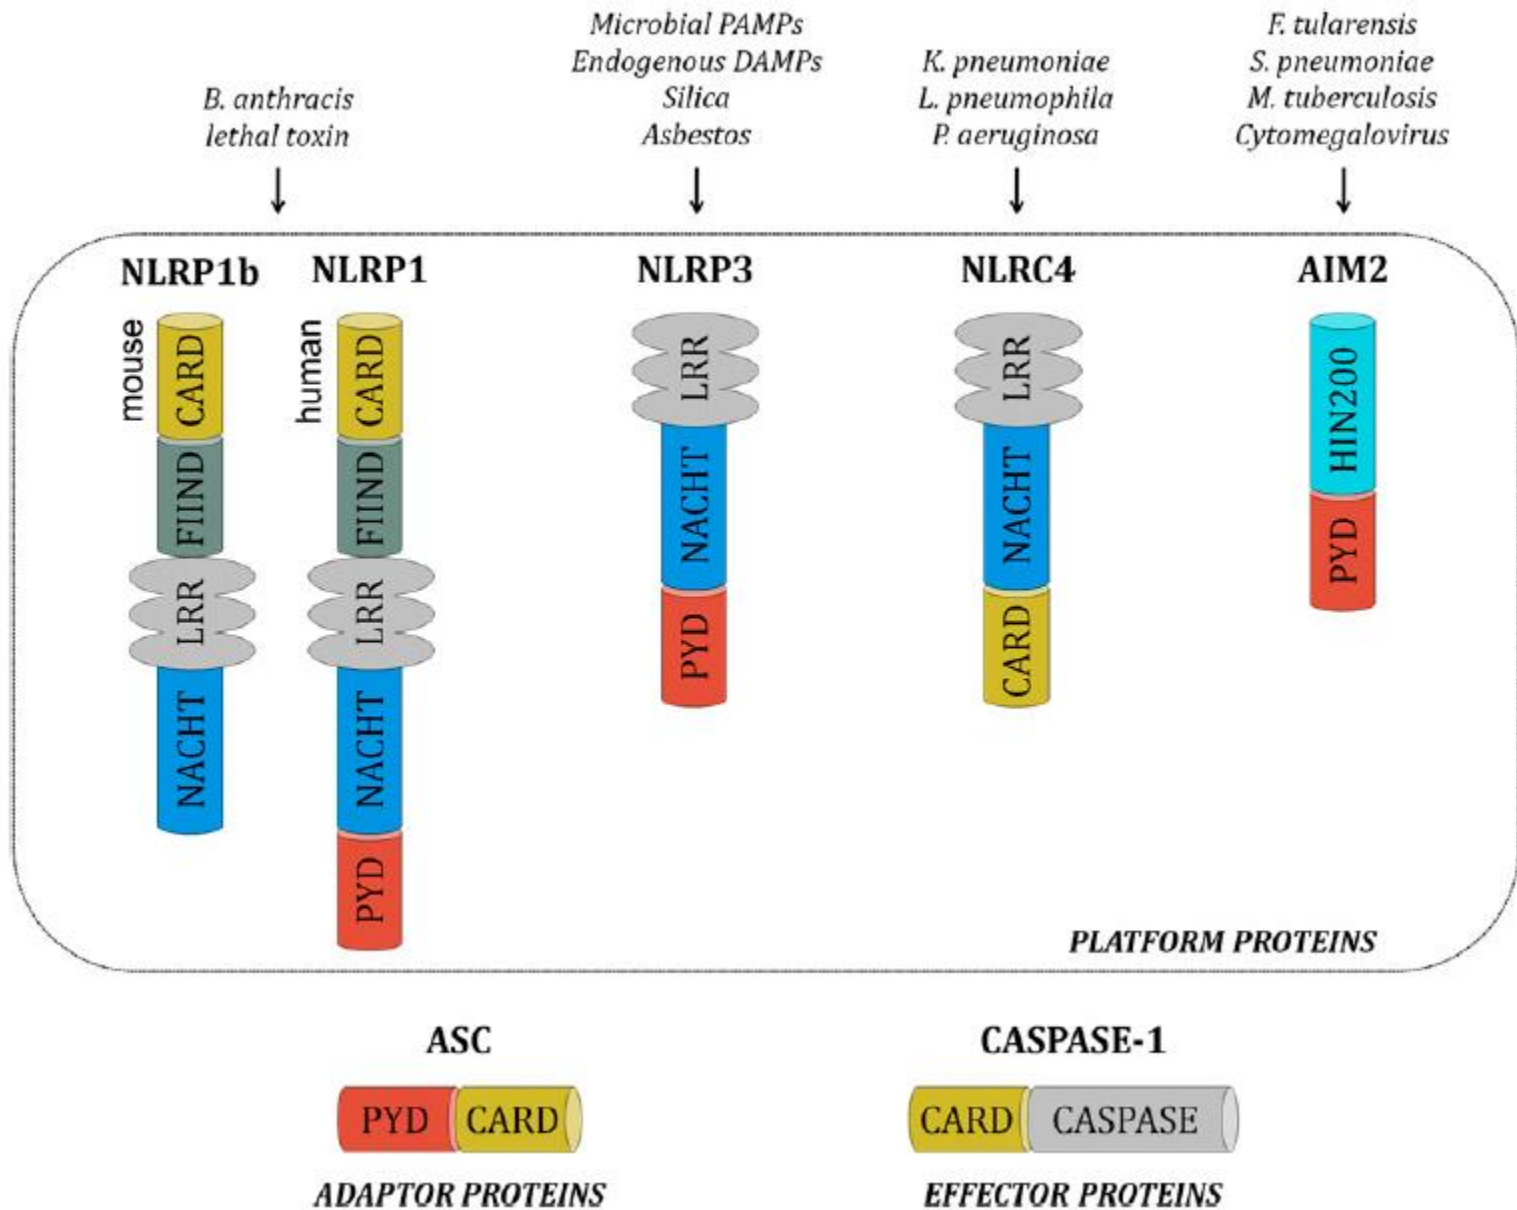 B. anthracis
lethal toxin
Microbial PAMPs
Endogenous DAMPs
Silica
Asbestos
K. pneumoniae
L. pneumophila
P. aeruginosa
F. tularensis
S. pneumoniae
M. tuberculosis
Cytomegalovirus
NLRP1b
mouse
CARD
FIIND
LRR
NACHT
NLRP1
human
CARD
FIIND
LRR
NACHT
PYD
NLRP3
LRR
NACHT
PYD
NLRC4
LRR
NACHT
CARD
AIM2
HIN200
PYD
PLATFORM PROTEINS
ASC
PYD CARD
ADAPTOR PROTEINS
CASPASE-1
CARD CASPASE
EFFECTOR PROTEINS